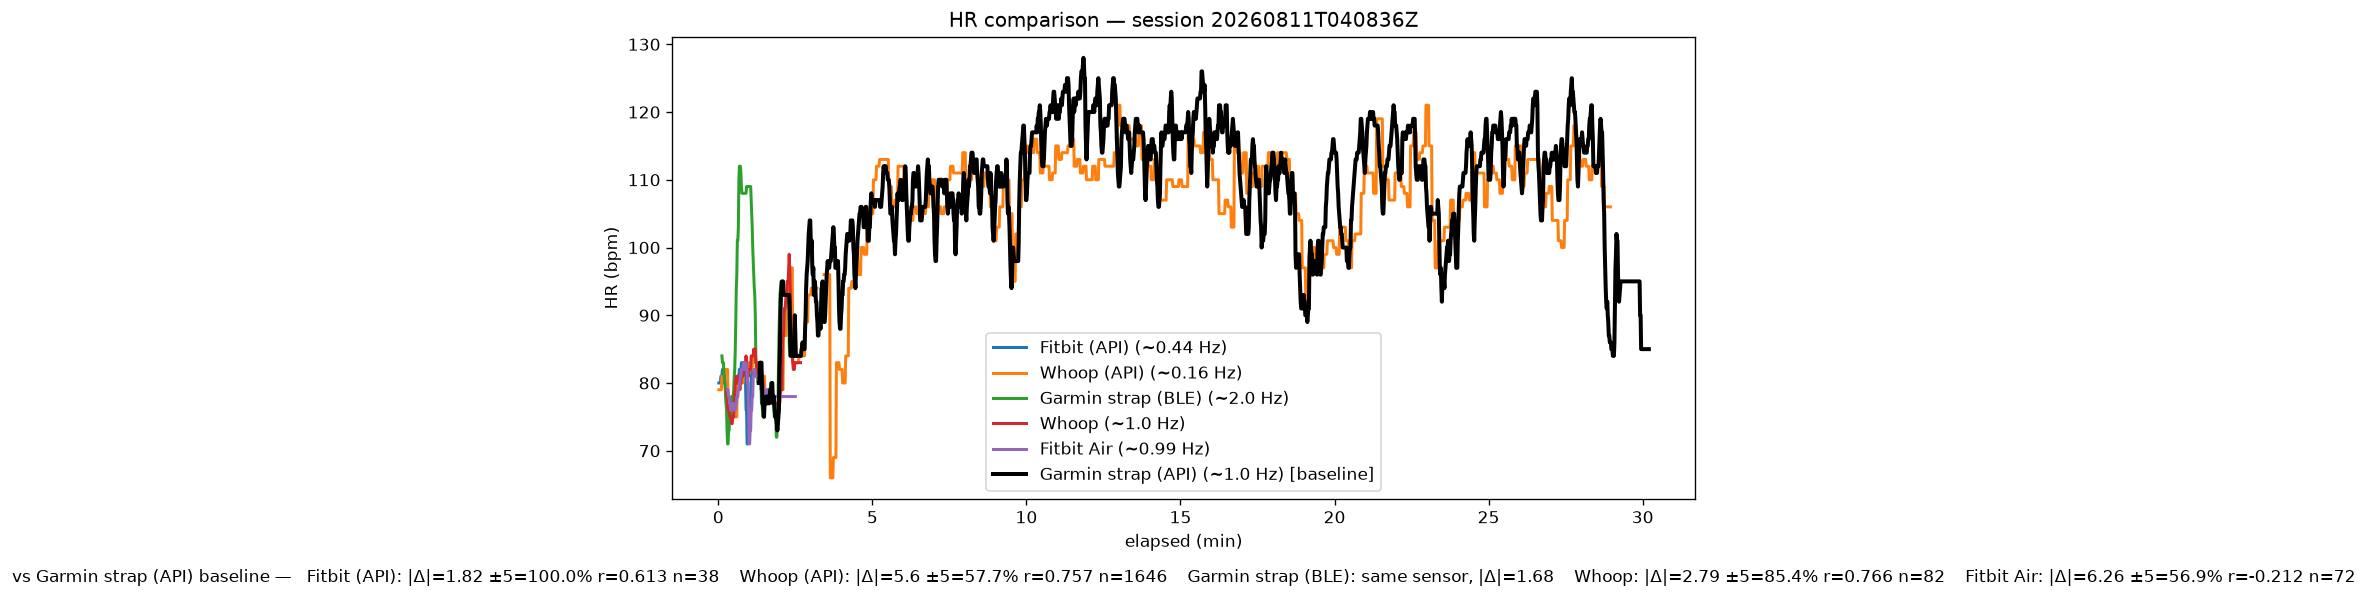 HR comparison — session 20260811T040836Z
130
120
110
100
90
80
70
HR (bpm)
Fitbit (API) (~0.44 Hz)
Whoop (API) (~0.16 Hz)
Garmin strap (BLE) (~2.0 Hz)
Whoop (~1.0 Hz)
Fitbit Air (~0.99 Hz)
Garmin strap (API) (~1.0 Hz) [baseline]
0 5 10 15 20 25 30
elapsed (min)
vs Garmin strap (API) baseline — Fitbit (API): |Δ|=1.82 ±5=100.0% r=0.613 n=38 Whoop (API): |Δ|=5.6 ±5=57.7% r=0.757 n=1646 Garmin strap (BLE): same sensor, |Δ|=1.68 Whoop: |Δ|=2.79 ±5=85.4% r=0.766 n=82 Fitbit Air: |Δ|=6.26 ±5=56.9% r=-0.212 n=72